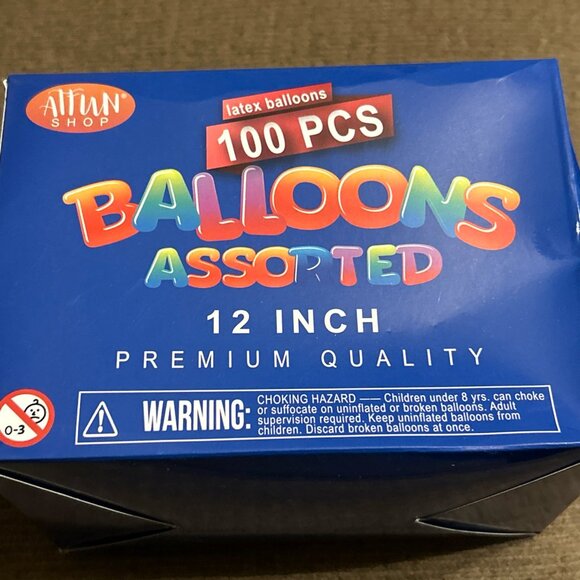 AttUN®
SHOP
latex balloons
100 PCS
BALLOONS
ASSORTED
12 INCH
PREMIUM QUALITY
0-3
WARNING:
CHOKING HAZARD —— Children under 8 yrs. can choke
or suffocate on uninflated or broken balloons. Adult
supervision required. Keep uninflated balloons from
children. Discard broken balloons at once.